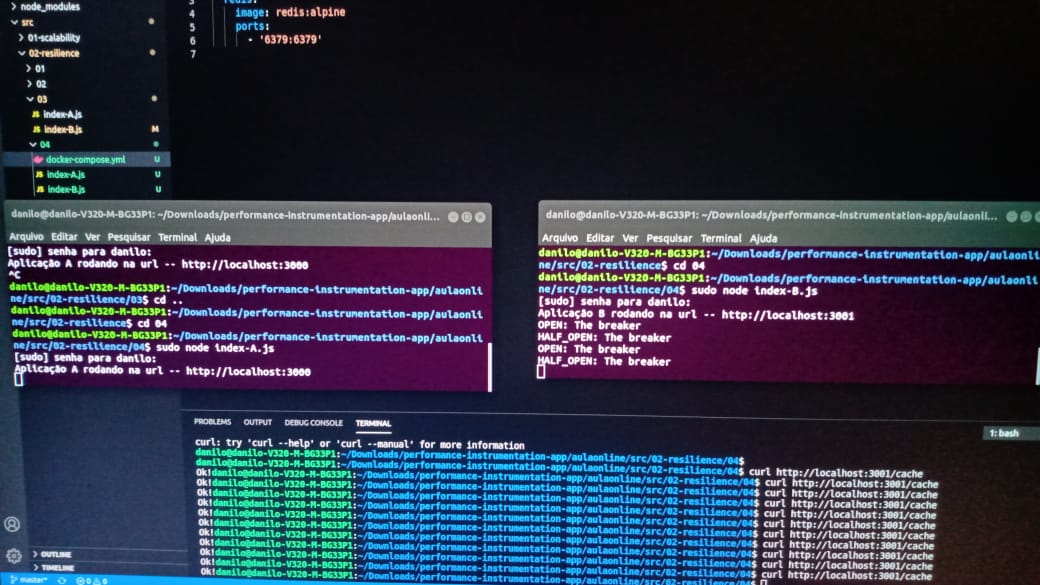 node_modules
src
01-scalability
02-resilience
01
02
03
JS index-A.js
JS index-B.js M
04
docker-compose.yml U
JS index-A.js U
JS index-B.js U
4 image: redis:alpine
5 ports:
6 - '6379:6379'
7
danilo@danilo-V320-M-BG33P1: ~/Downloads/performance-instrumentation-app/aulaonli...
Arquivo Editar Ver Pesquisar Terminal Ajuda
[sudo] senha para danilo:
Aplicação A rodando na url -- http://localhost:3000
^C
danilo@danilo-V320-M-BG33P1:~/Downloads/performance-instrumentation-app/aulaonli
ne/src/02-resilience/03$ cd ..
danilo@danilo-V320-M-BG33P1:~/Downloads/performance-instrumentation-app/aulaonli
ne/src/02-resilience$ cd 04
danilo@danilo-V320-M-BG33P1:~/Downloads/performance-instrumentation-app/aulaonli
ne/src/02-resilience/04$ sudo node index-A.js
[sudo] senha para danilo:
Aplicação A rodando na url -- http://localhost:3000
danilo@danilo-V320-M-BG33P1: ~/Downloads/performance-instrumentation-app/aulaonli...
Arquivo Editar Ver Pesquisar Terminal Ajuda
danilo@danilo-V320-M-BG33P1:~/Downloads/performance-instrumentation-app/aulaonli
ne/src/02-resilience$ cd 04
danilo@danilo-V320-M-BG33P1:~/Downloads/performance-instrumentation-app/aulaonli
ne/src/02-resilience/04$ sudo node index-B.js
[sudo] senha para danilo:
Aplicação B rodando na url -- http://localhost:3001
OPEN: The breaker
HALF_OPEN: The breaker
OPEN: The breaker
HALF_OPEN: The breaker
PROBLEMS OUTPUT DEBUG CONSOLE TERMINAL
1: bash
curl: try 'curl --help' or 'curl --manual' for more information
danilo@danilo-V320-M-BG33P1:~/Downloads/performance-instrumentation-app/aulaonline/src/02-resilience/04$
danilo@danilo-V320-M-BG33P1:~/Downloads/performance-instrumentation-app/aulaonline/src/02-resilience/04$ curl http://localhost:3001/cache
Ok!danilo@danilo-V320-M-BG33P1:~/Downloads/performance-instrumentation-app/aulaonline/src/02-resilience/04$ curl http://localhost:3001/cache
Ok!danilo@danilo-V320-M-BG33P1:~/Downloads/performance-instrumentation-app/aulaonline/src/02-resilience/04$ curl http://localhost:3001/cache
Ok!danilo@danilo-V320-M-BG33P1:~/Downloads/performance-instrumentation-app/aulaonline/src/02-resilience/04$ curl http://localhost:3001/cache
Ok!danilo@danilo-V320-M-BG33P1:~/Downloads/performance-instrumentation-app/aulaonline/src/02-resilience/04$ curl http://localhost:3001/cache
Ok!danilo@danilo-V320-M-BG33P1:~/Downloads/performance-instrumentation-app/aulaonline/src/02-resilience/04$ curl http://localhost:3001/cache
Ok!danilo@danilo-V320-M-BG33P1:~/Downloads/performance-instrumentation-app/aulaonline/src/02-resilience/04$ curl http://localhost:3001/cache
Ok!danilo@danilo-V320-M-BG33P1:~/Downloads/performance-instrumentation-app/aulaonline/src/02-resilience/04$ curl http://localhost:3001/cache
Ok!danilo@danilo-V320-M-BG33P1:~/Downloads/performance-instrumentation-app/aulaonline/src/02-resilience/04$ curl http://localhost:3001/cache
Ok!danilo@danilo-V320-M-BG33P1:~/Downloads/performance-instrumentation-app/aulaonline/src/02-resilience/04$ curl http://localhost:3001/cache
Ok!danilo@danilo-V320-M-BG33P1:~/Downloads/performance-instrumentation-app/aulaonline/src/02-resilience/04$
OUTLINE
TIMELINE
master* 0 0